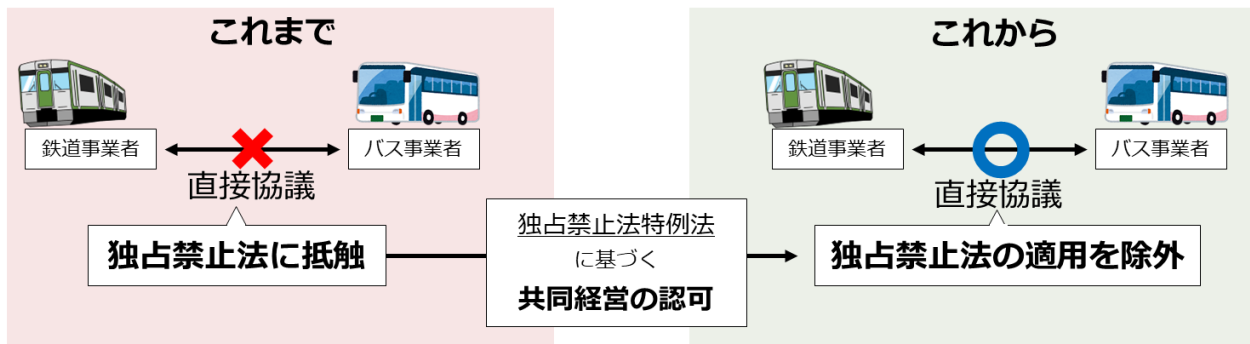 これまで
鉄道事業者
バス事業者
直接協議
独占禁止法に抵触
独占禁止法特例法
に基づく
共同経営の認可
これから
鉄道事業者
バス事業者
直接協議
独占禁止法の適用を除外